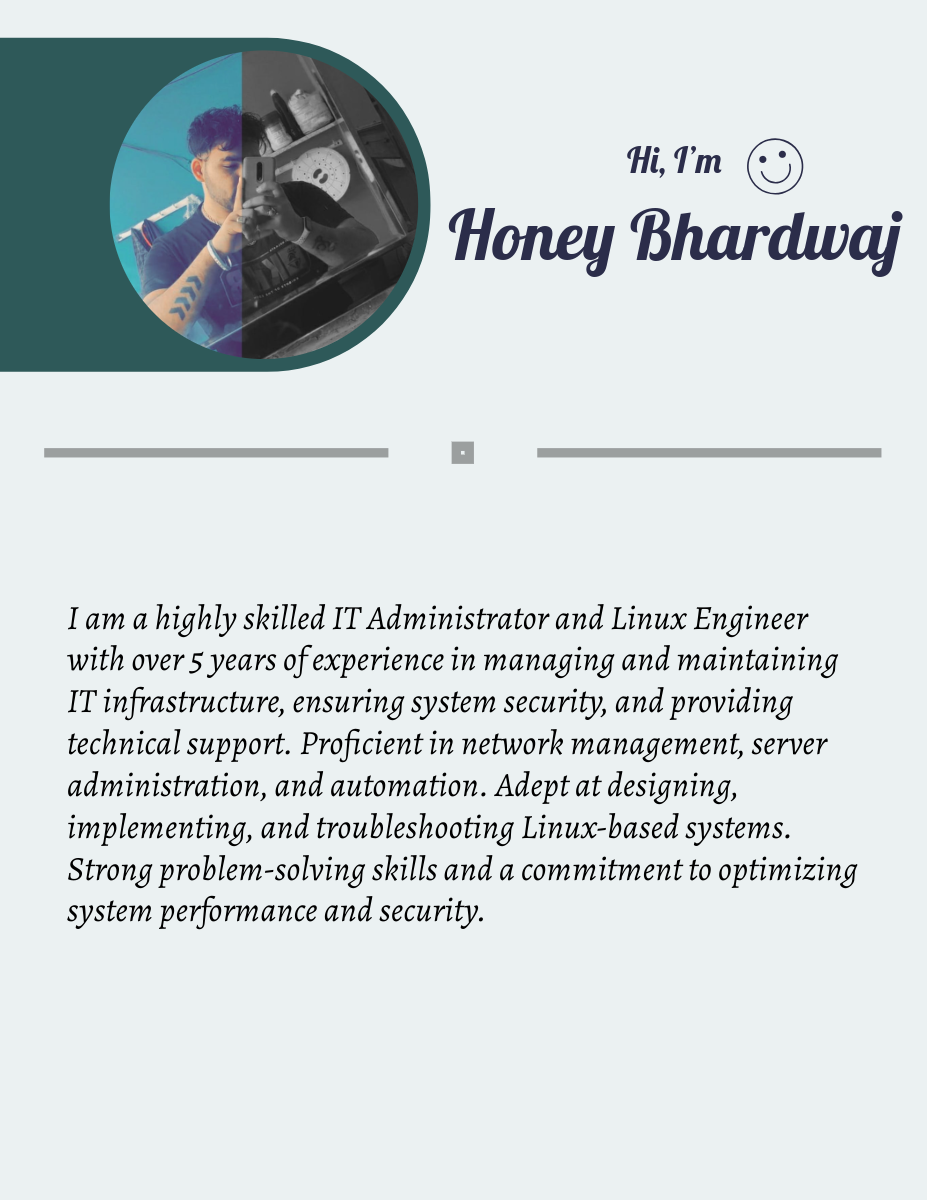 Hi, I'm
Honey Bhardwaj
I am a highly skilled IT Administrator and Linux Engineer
with over 5 years of experience in managing and maintaining
IT infrastructure, ensuring system security, and providing
technical support. Proficient in network management, server
administration, and automation. Adept at designing,
implementing, and troubleshooting Linux-based systems.
Strong problem-solving skills and a commitment to optimizing
system performance and security.